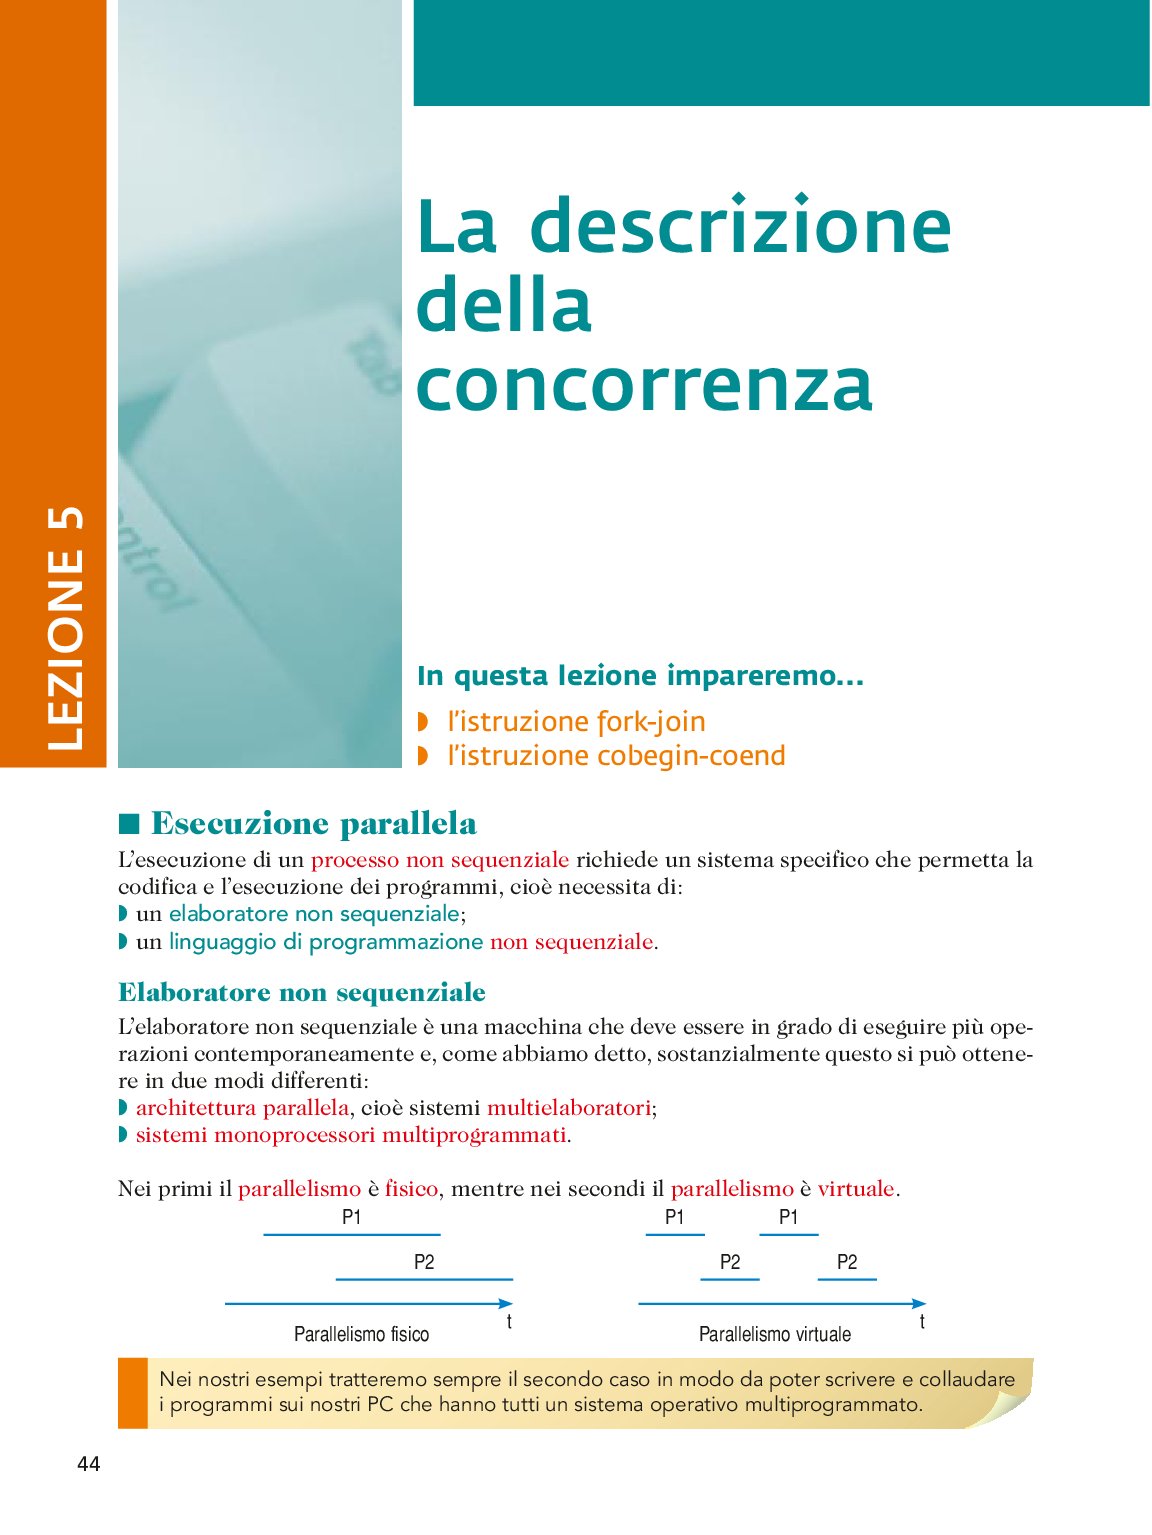 LEZIONE 5
Tab
ntrol
La descrizione
della
concorrenza
In questa lezione impareremo...
◗ l'istruzione fork-join
◗ l'istruzione cobegin-coend
■ Esecuzione parallela
L'esecuzione di un processo non sequenziale richiede un sistema specifico che permetta la
codifica e l'esecuzione dei programmi, cioè necessita di:
◗ un elaboratore non sequenziale;
◗ un linguaggio di programmazione non sequenziale.
Elaboratore non sequenziale
L'elaboratore non sequenziale è una macchina che deve essere in grado di eseguire più ope-
razioni contemporaneamente e, come abbiamo detto, sostanzialmente questo si può ottene-
re in due modi differenti:
◗ architettura parallela, cioè sistemi multielaboratori;
◗ sistemi monoprocessori multiprogrammati.
Nei primi il parallelismo è fisico, mentre nei secondi il parallelismo è virtuale.
P1
P2
t
Parallelismo fisico
P1 P1
P2 P2
t
Parallelismo virtuale
Nei nostri esempi tratteremo sempre il secondo caso in modo da poter scrivere e collaudare
i programmi sui nostri PC che hanno tutti un sistema operativo multiprogrammato.
44